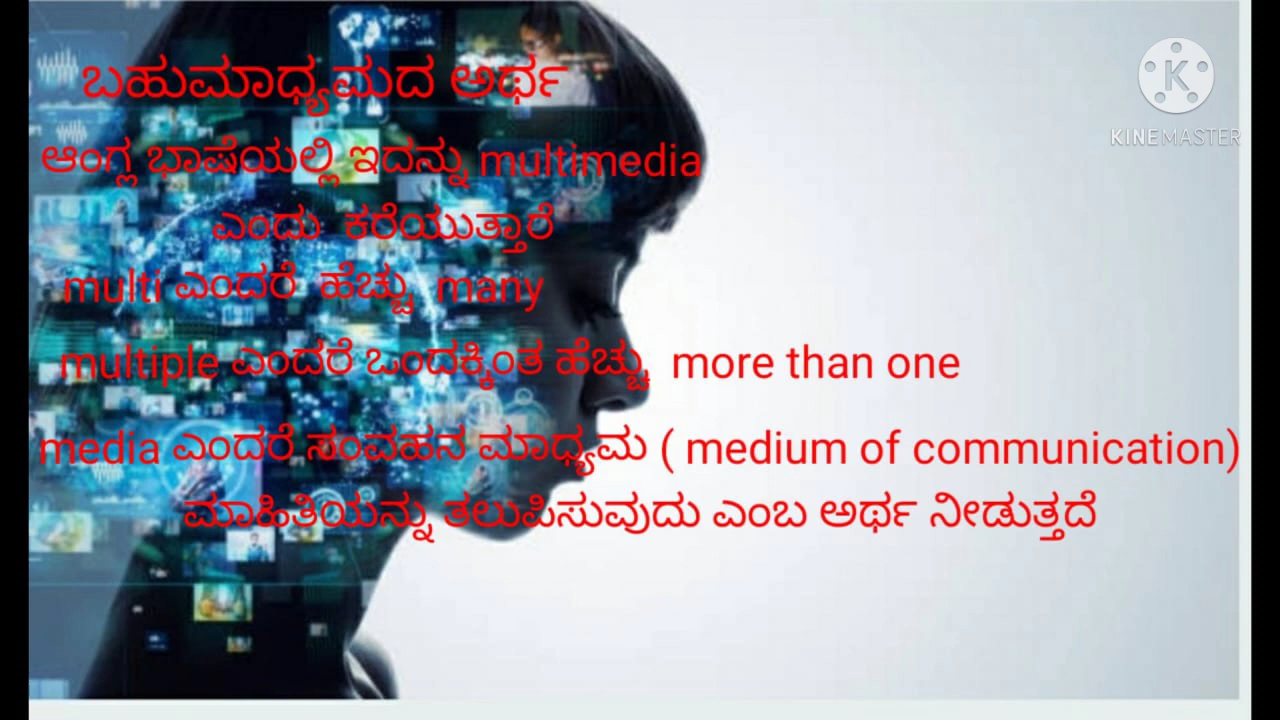 ಬಹುಮಾಧ್ಯಮದ ಅರ್ಥ
ಆಂಗ್ಲ ಭಾಷೆಯಲ್ಲಿ ಇದನ್ನು multimedia
ಎಂದು ಕರೆಯುತ್ತಾರೆ
multi ಎಂದರೆ ಹೆಚ್ಚು many
multiple ಎಂದರೆ ಒಂದಕ್ಕಿಂತ ಹೆಚ್ಚು more than one
media ಎಂದರೆ ಸಂವಹನ ಮಾಧ್ಯಮ ( medium of communication)
ಮಾಹಿತಿಯನ್ನು ತಲುಪಿಸುವುದು ಎಂಬ ಅರ್ಥ ನೀಡುತ್ತದೆ
K
KINEMASTER